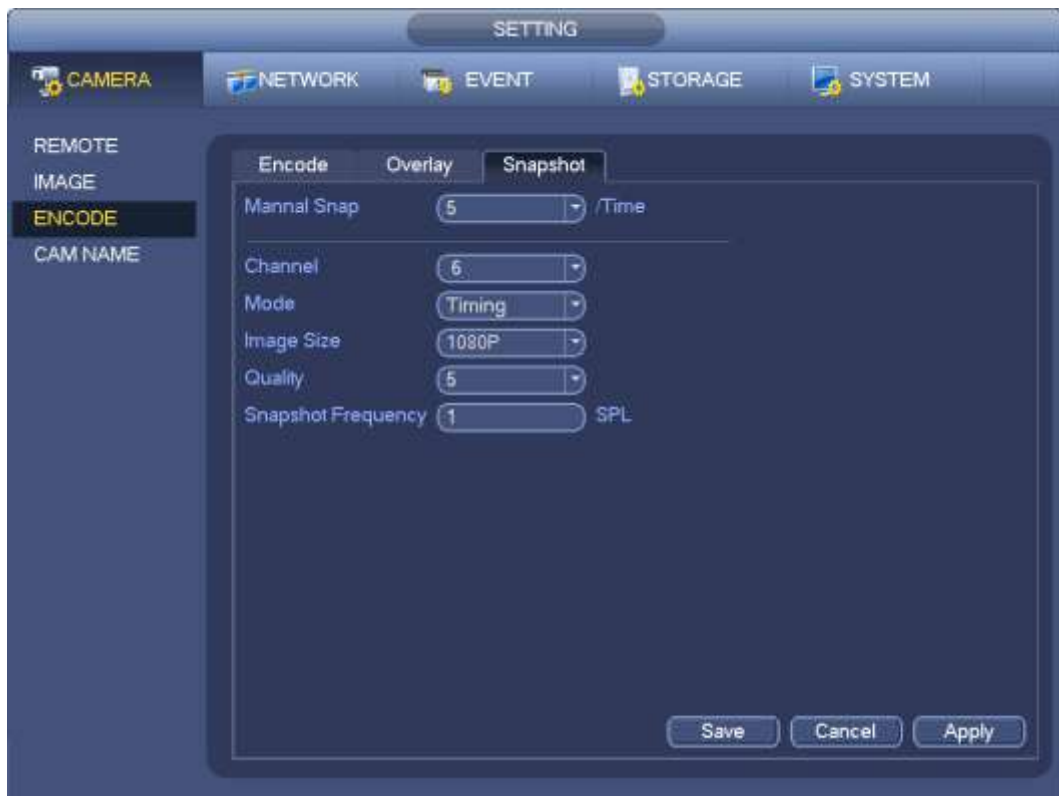 SETTING
CAMERA NETWORK EVENT STORAGE SYSTEM
REMOTE
IMAGE
ENCODE
CAM NAME
Encode Overlay Snapshot
Mannal Snap 5 /Time
Channel 6
Mode Timing
Image Size 1080P
Quality 5
Snapshot Frequency 1 SPL
Save Cancel Apply